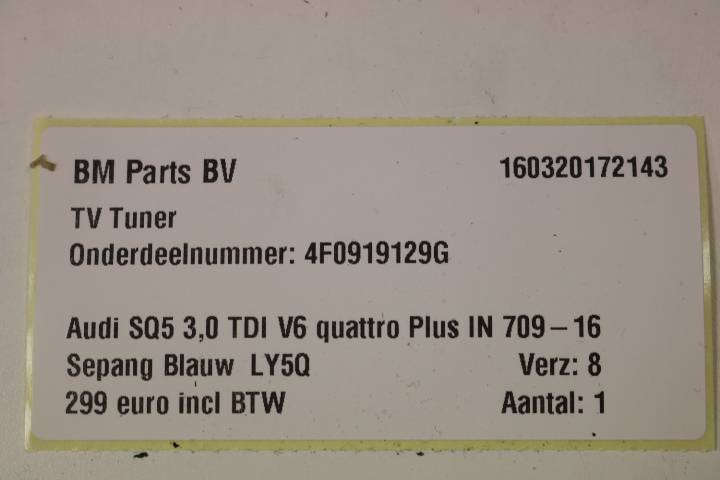 BM Parts BV 160320172143
TV Tuner
Onderdeelnummer: 4F0919129G
Audi SQ5 3,0 TDI V6 quattro Plus IN 709-16
Sepang Blauw LY5Q Verz: 8
299 euro incl BTW Aantal: 1